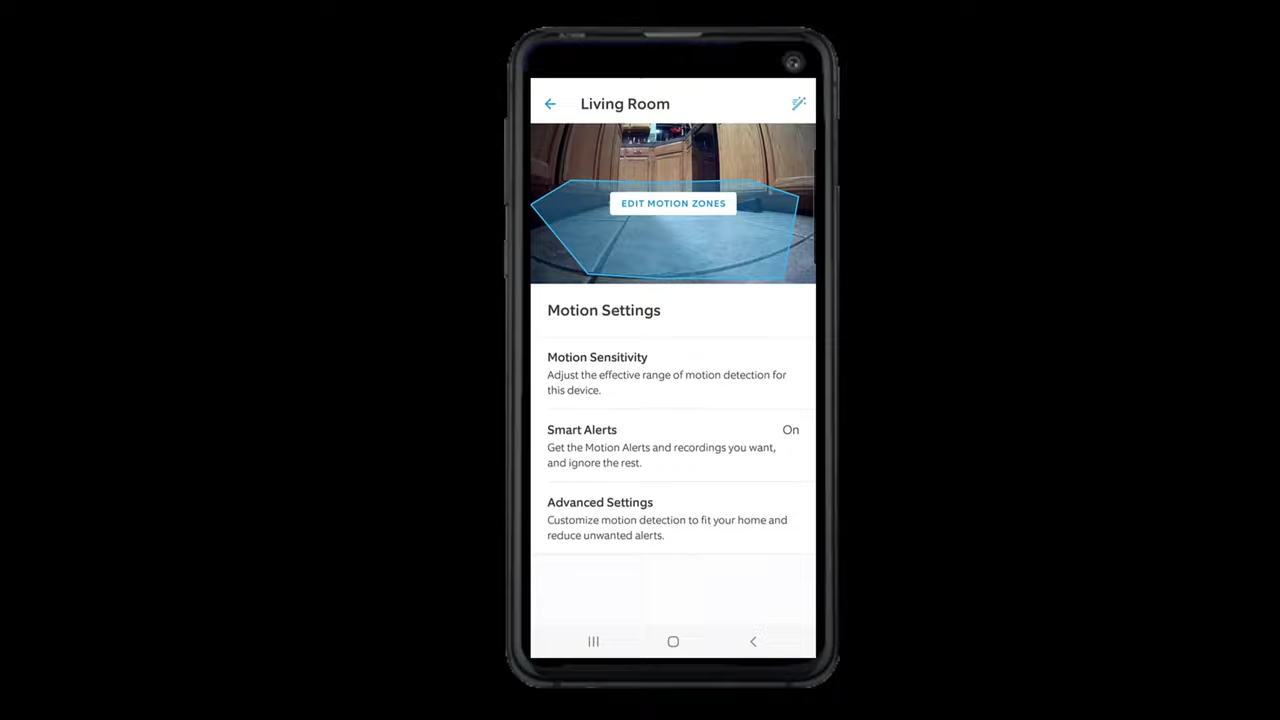 Living Room
EDIT MOTION ZONES
Motion Settings
Motion Sensitivity
Adjust the effective range of motion detection for
this device.
Smart Alerts
On
Get the Motion Alerts and recordings you want,
and ignore the rest.
Advanced Settings
Customize motion detection to fit your home and
reduce unwanted alerts.